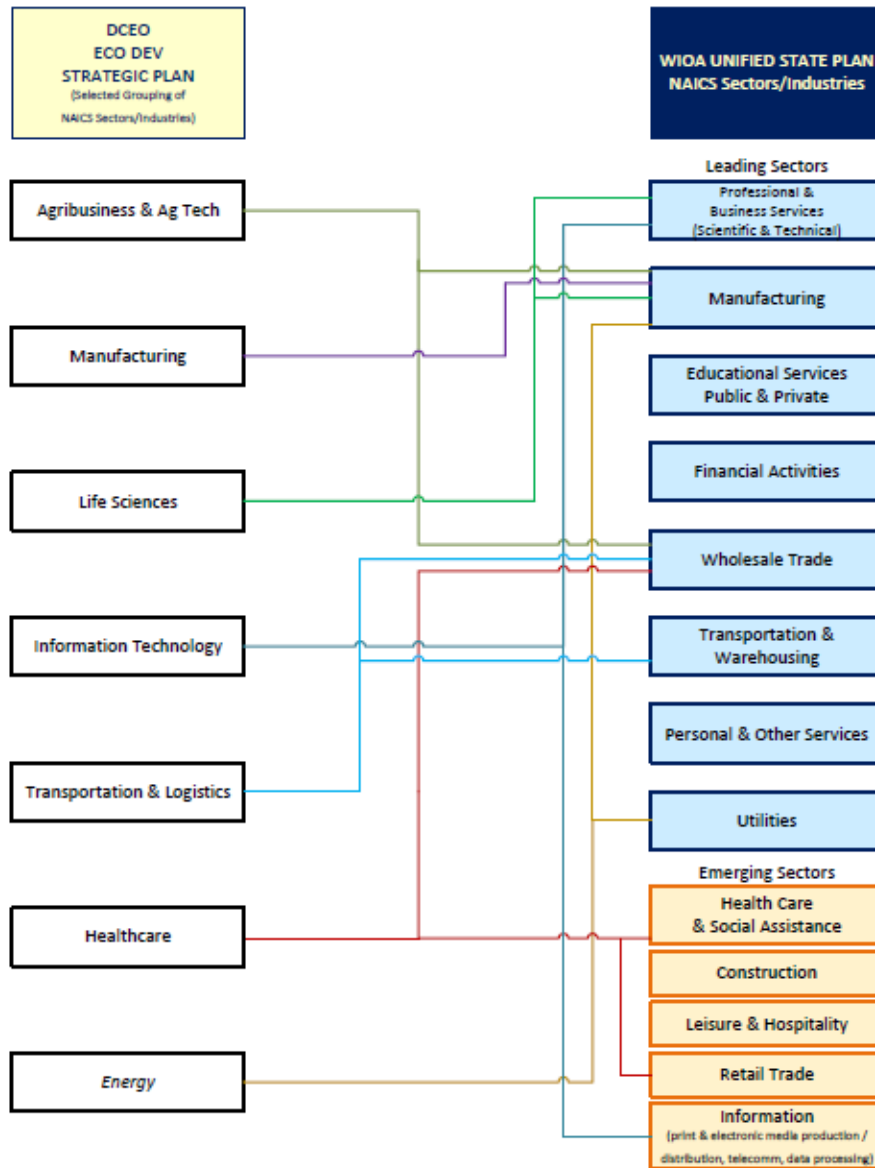 DCEO
ECO DEV
STRATEGIC PLAN
(Selected Grouping of
NAICS Sectors/Industries)
WIOA UNIFIED STATE PLAN
NAICS Sectors/Industries
Leading Sectors
Agribusiness & Ag Tech
Professional &
Business Services
(Scientific & Technical)
Manufacturing
Manufacturing
Educational Services
Public & Private
Life Sciences
Financial Activities
Wholesale Trade
Information Technology
Transportation &
Warehousing
Personal & Other Services
Transportation & Logistics
Utilities
Emerging Sectors
Healthcare
Health Care
& Social Assistance
Construction
Leisure & Hospitality
Energy
Retail Trade
Information
(print & electronic media production /
distribution, telecomm, data processing)